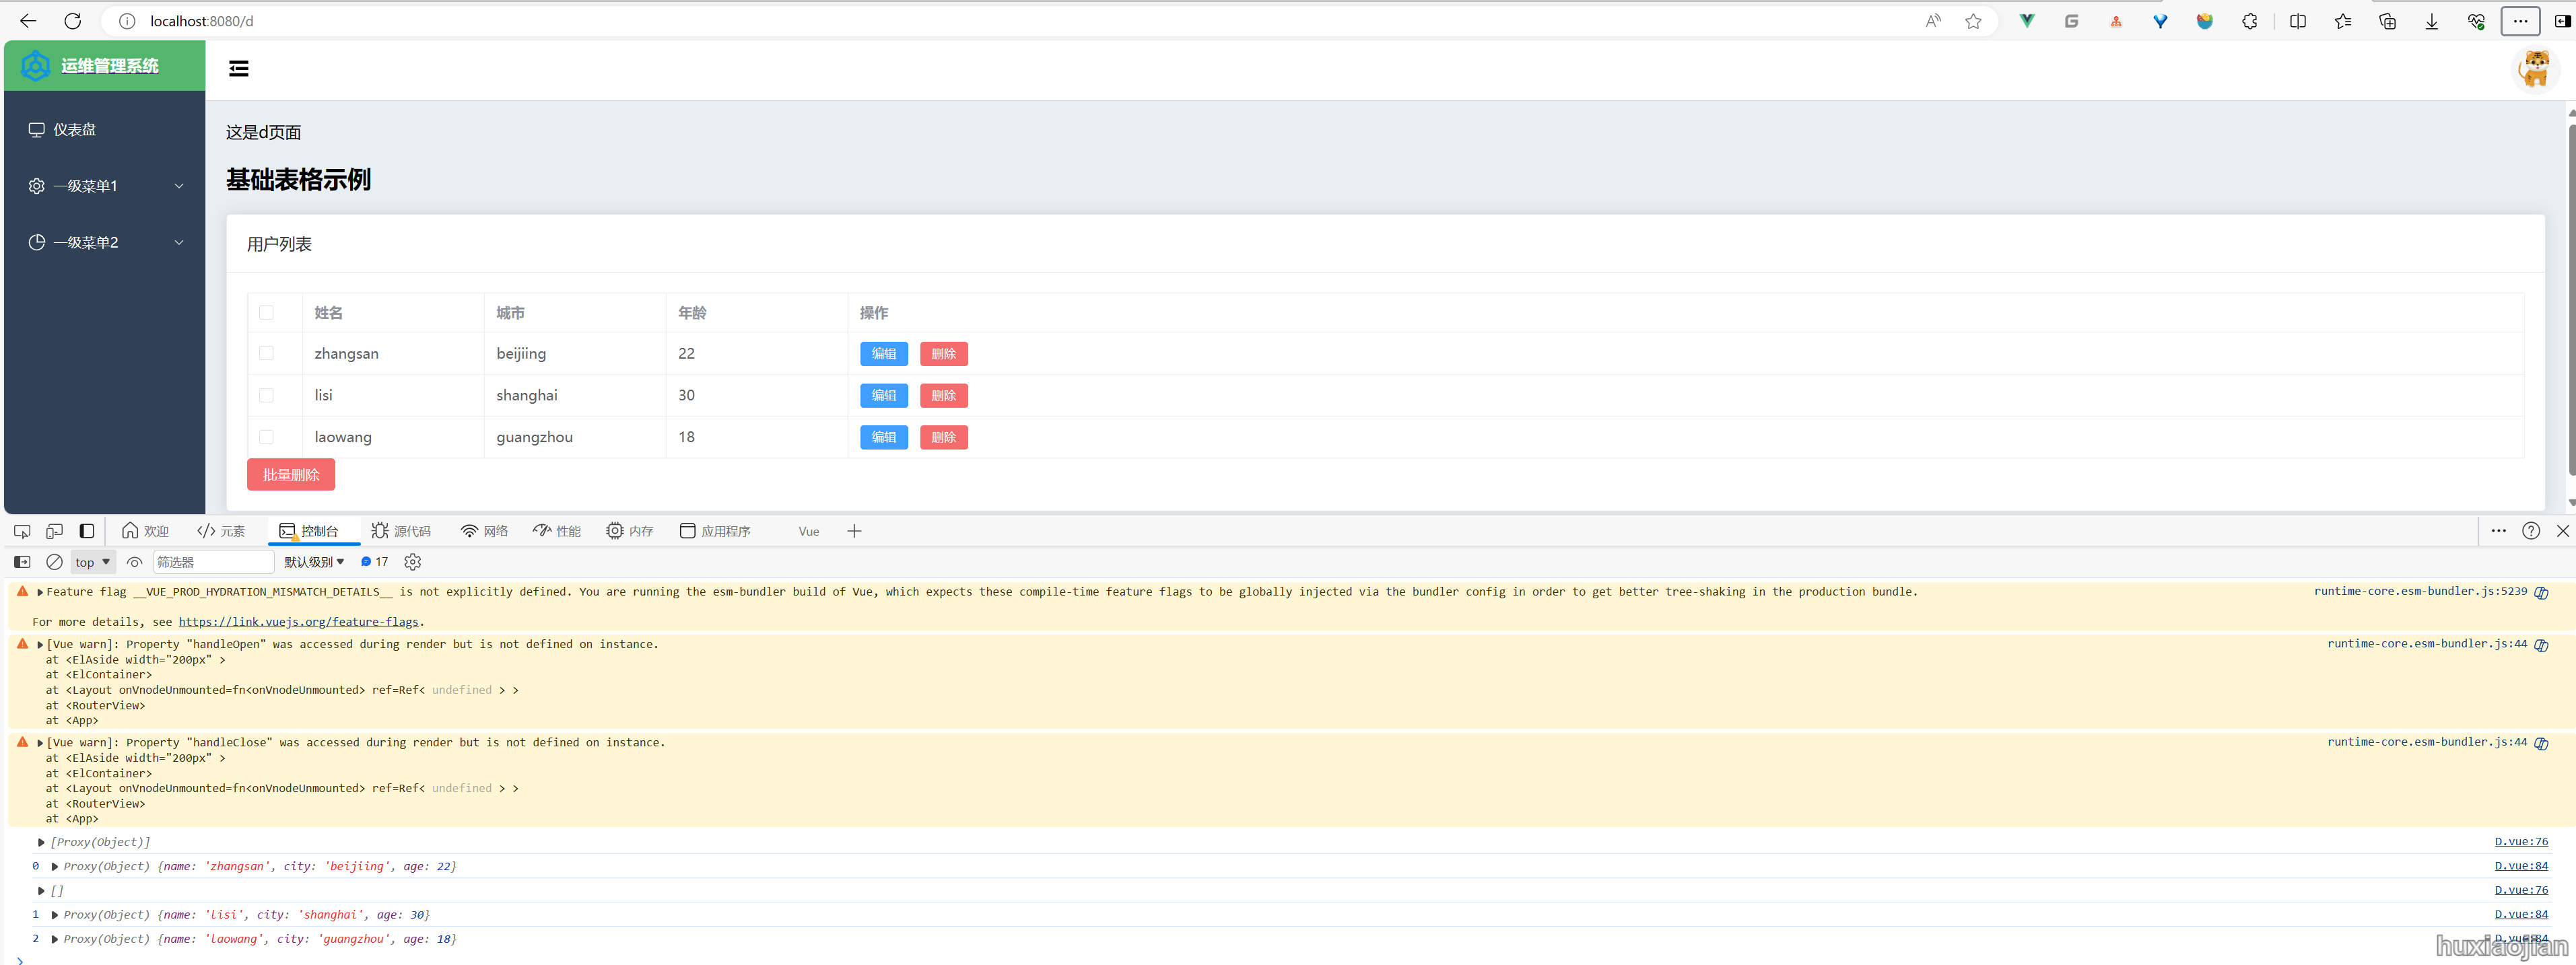 localhost:8080/d
运维管理系统
仪表盘
一级菜单1
一级菜单2
这是d页面
基础表格示例
用户列表
姓名 城市 年龄 操作
zhangsan beijiing 22 编辑 删除
lisi shanghai 30 编辑 删除
laowang guangzhou 18 编辑 删除
批量删除
欢迎 </> 元素 控制台 源代码 网络 性能 内存 应用程序 Vue
top 筛选器 默认级别 17
Feature flag __VUE_PROD_HYDRATION_MISMATCH_DETAILS__ is not explicitly defined. You are running the esm-bundler build of Vue, which expects these compile-time feature flags to be globally injected via the bundler config in order to get better tree-shaking in the production bundle. runtime-core.esm-bundler.js:5239
For more details, see https://link.vuejs.org/feature-flags.
[Vue warn]: Property "handleOpen" was accessed during render but is not defined on instance. runtime-core.esm-bundler.js:44
at <ElAside width="200px" >
at <ElContainer>
at <Layout onVnodeUnmounted=fn<onVnodeUnmounted> ref=Ref< undefined > >
at <RouterView>
at <App>
[Vue warn]: Property "handleClose" was accessed during render but is not defined on instance. runtime-core.esm-bundler.js:44
at <ElAside width="200px" >
at <ElContainer>
at <Layout onVnodeUnmounted=fn<onVnodeUnmounted> ref=Ref< undefined > >
at <RouterView>
at <App>
[Proxy(Object)] D.vue:76
0 Proxy(Object) {name: 'zhangsan', city: 'beijiing', age: 22} D.vue:84
[] D.vue:76
1 Proxy(Object) {name: 'lisi', city: 'shanghai', age: 30} D.vue:84
2 Proxy(Object) {name: 'laowang', city: 'guangzhou', age: 18} D.vue:84
huxiaojian